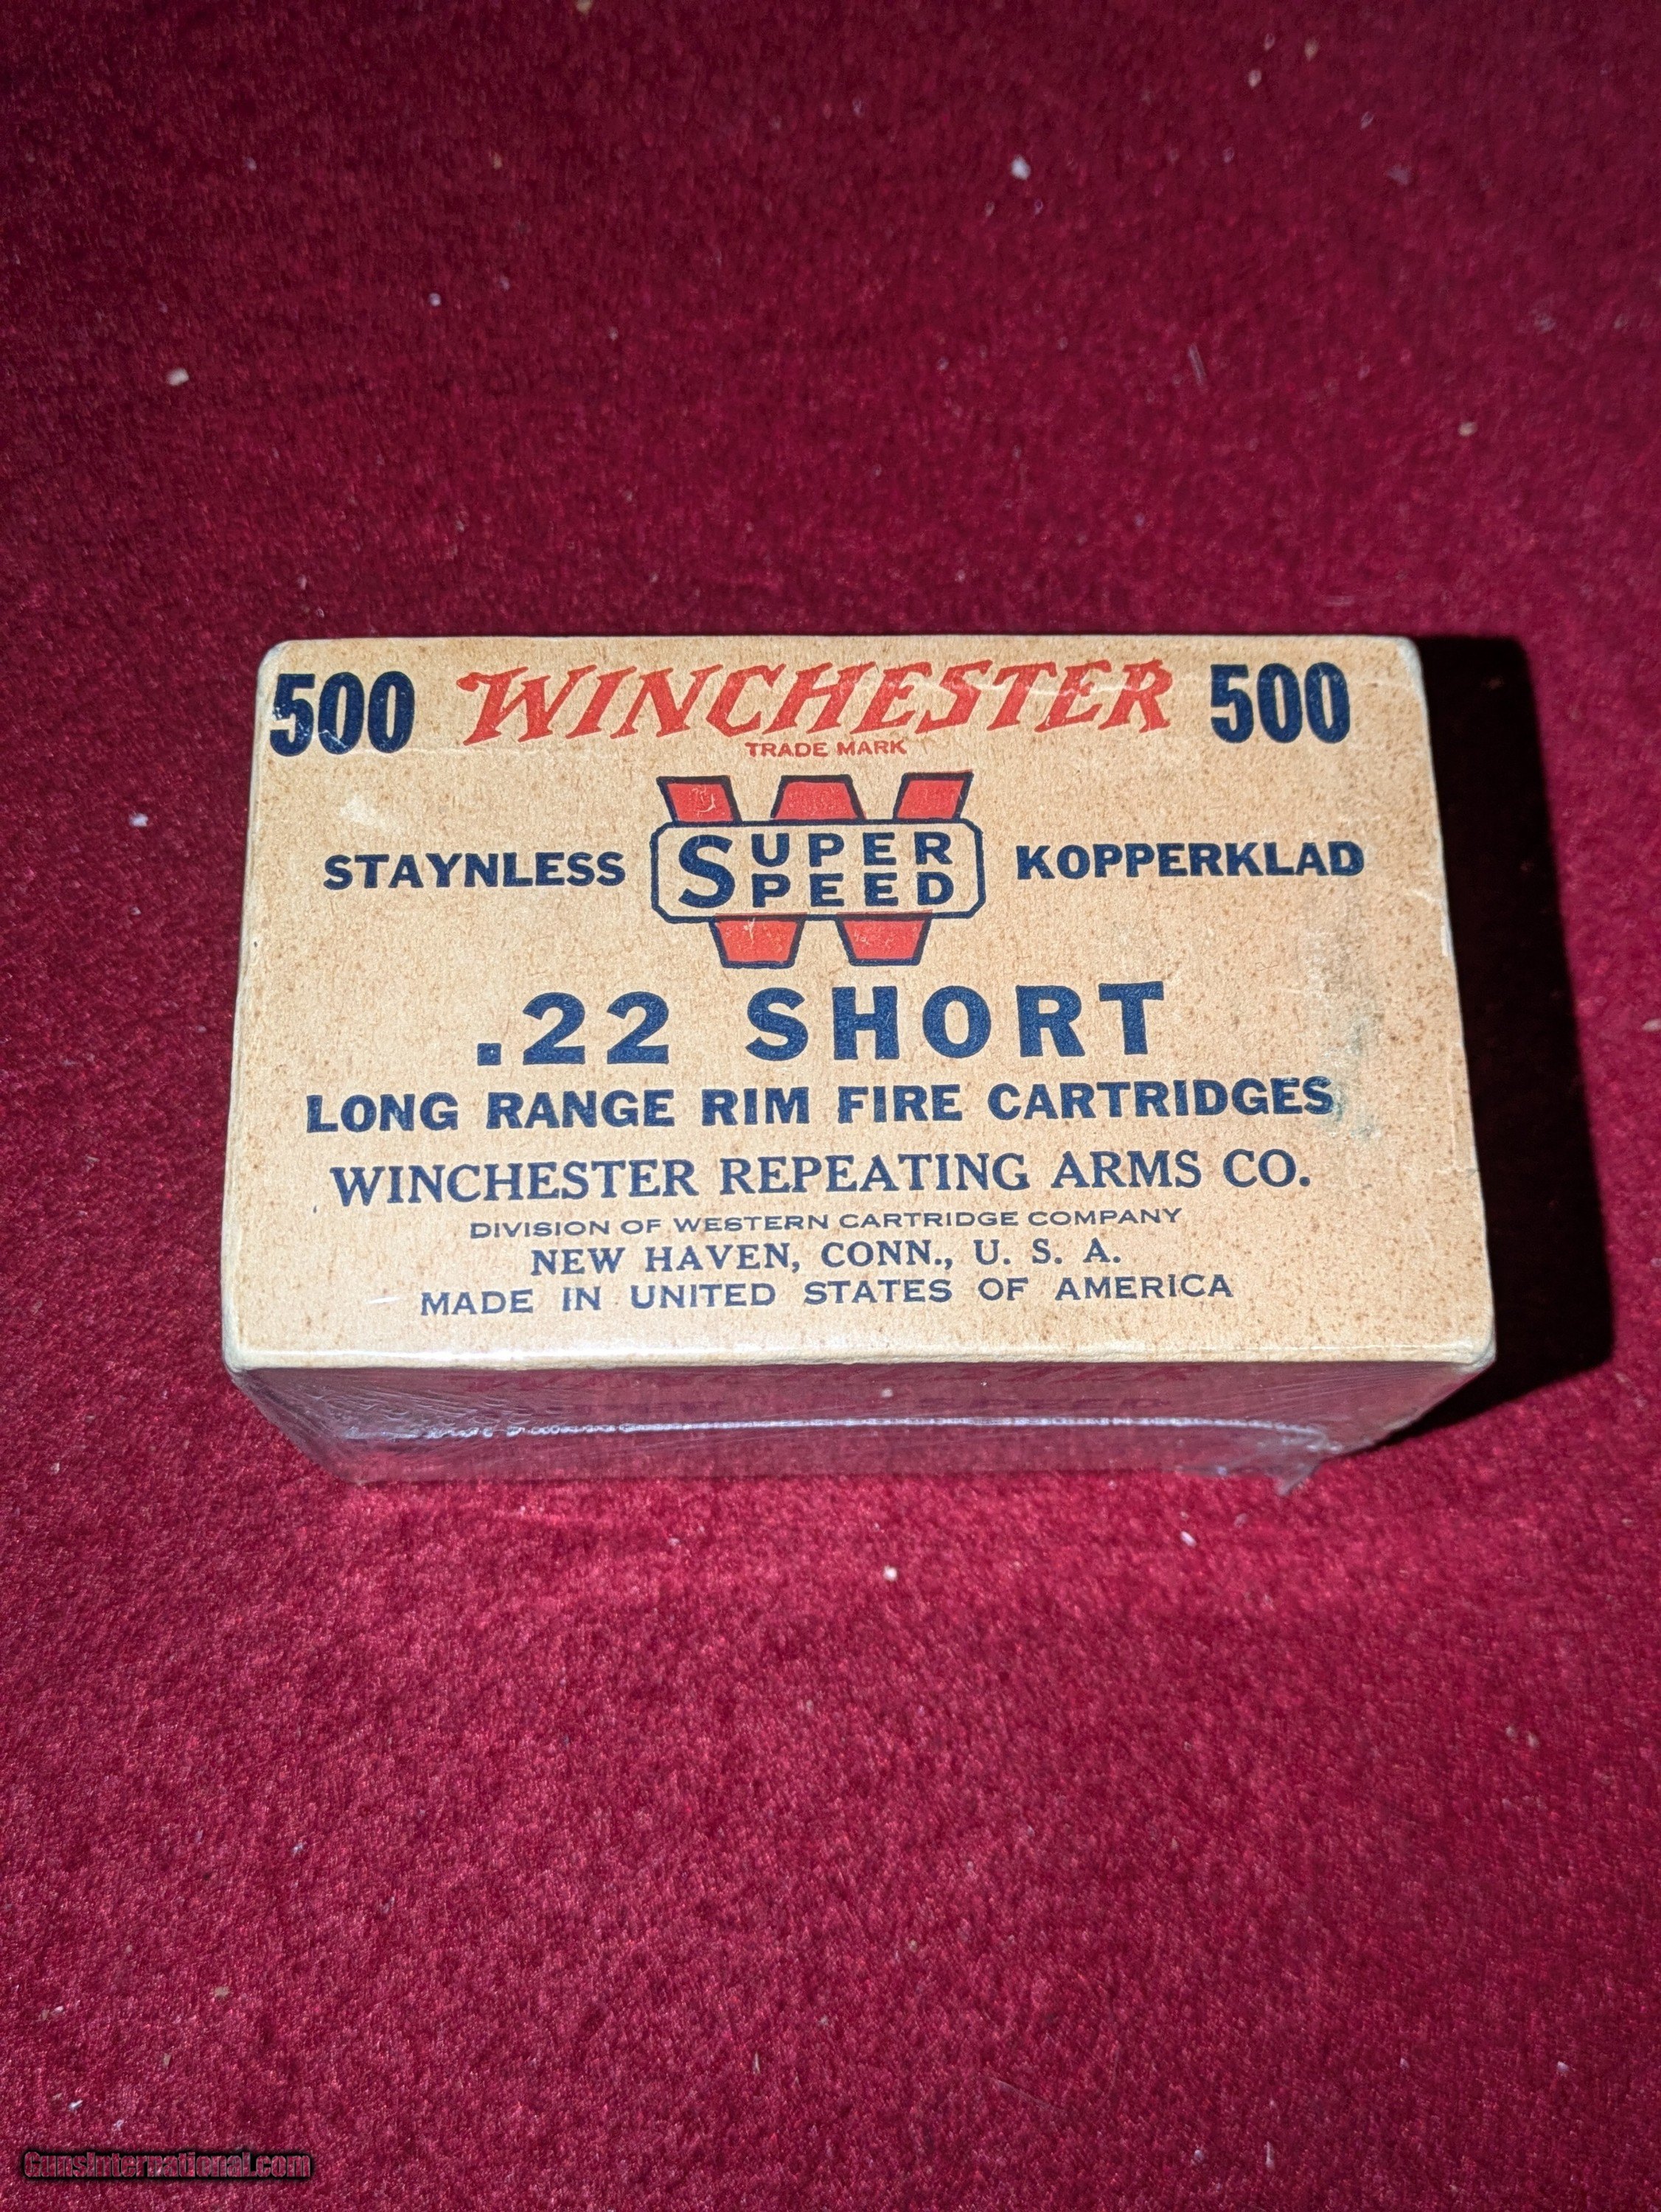 500 WINCHESTER 500
TRADE MARK
STAYNLESS SUPER SPEED KOPPERKLAD
.22 SHORT
LONG RANGE RIM FIRE CARTRIDGES
WINCHESTER REPEATING ARMS CO.
DIVISION OF WESTERN CARTRIDGE COMPANY
NEW HAVEN, CONN., U. S. A.
MADE IN UNITED STATES OF AMERICA
GunsInternational.com